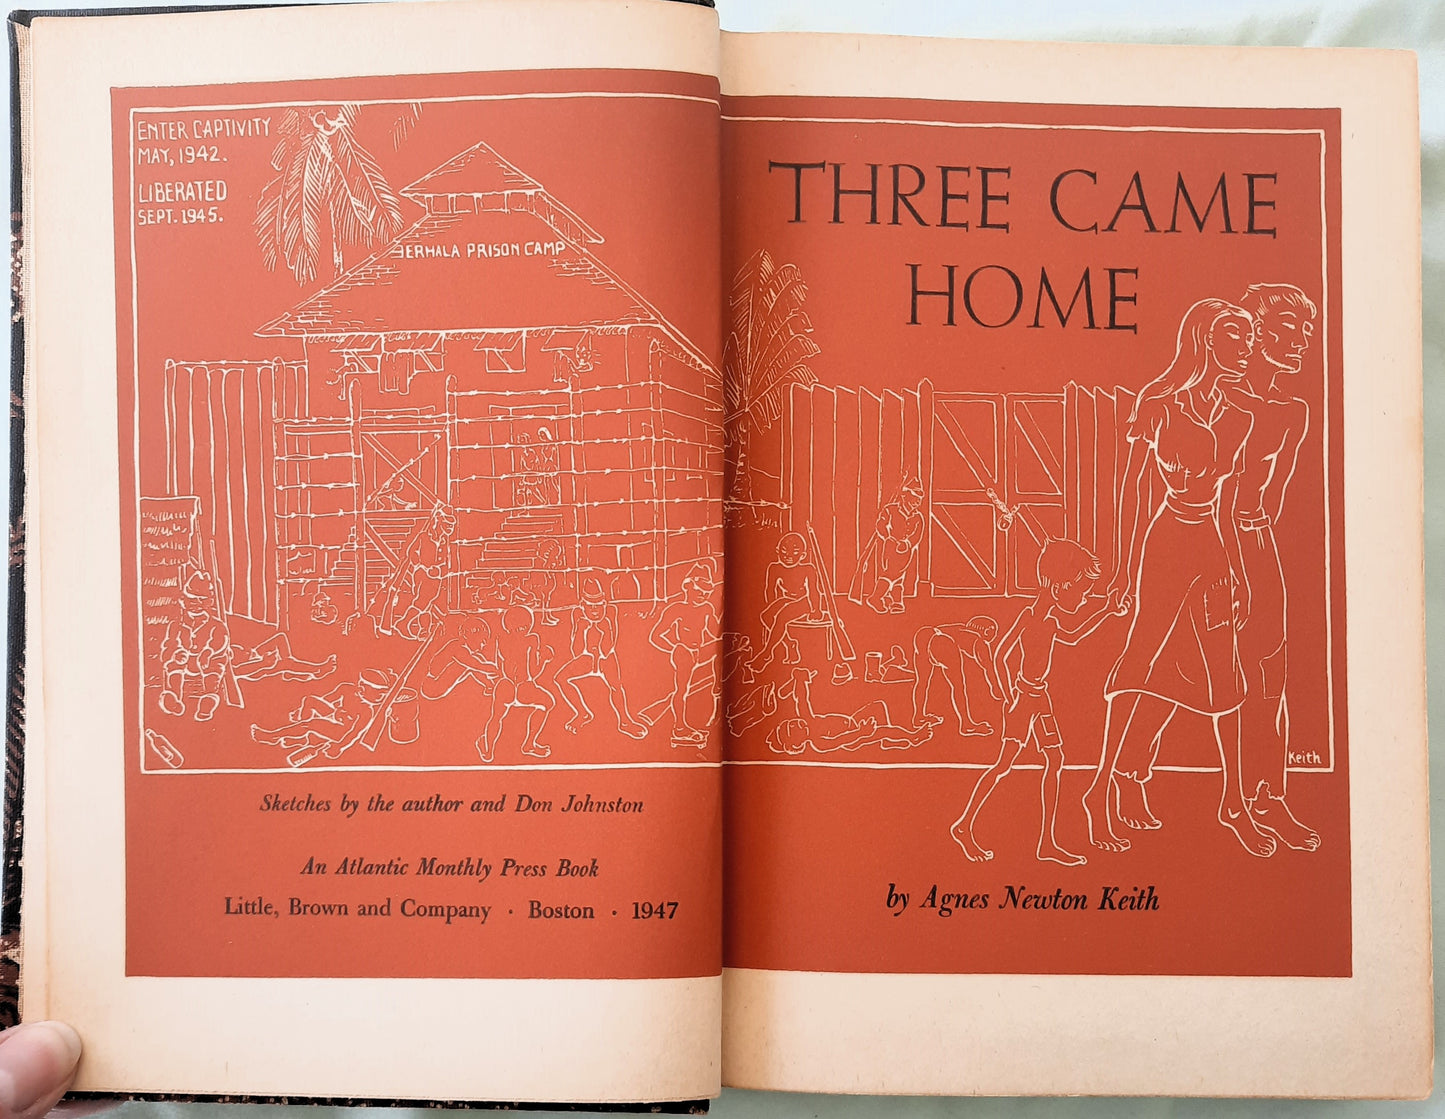 ENTER CAPTIVITY
MAY, 1942.
LIBERATED
SEPT. 1945.
BERHALA PRISON CAMP
Sketches by the author and Don Johnston
An Atlantic Monthly Press Book
Little, Brown and Company · Boston · 1947
THREE CAME
HOME
Keith
by Agnes Newton Keith